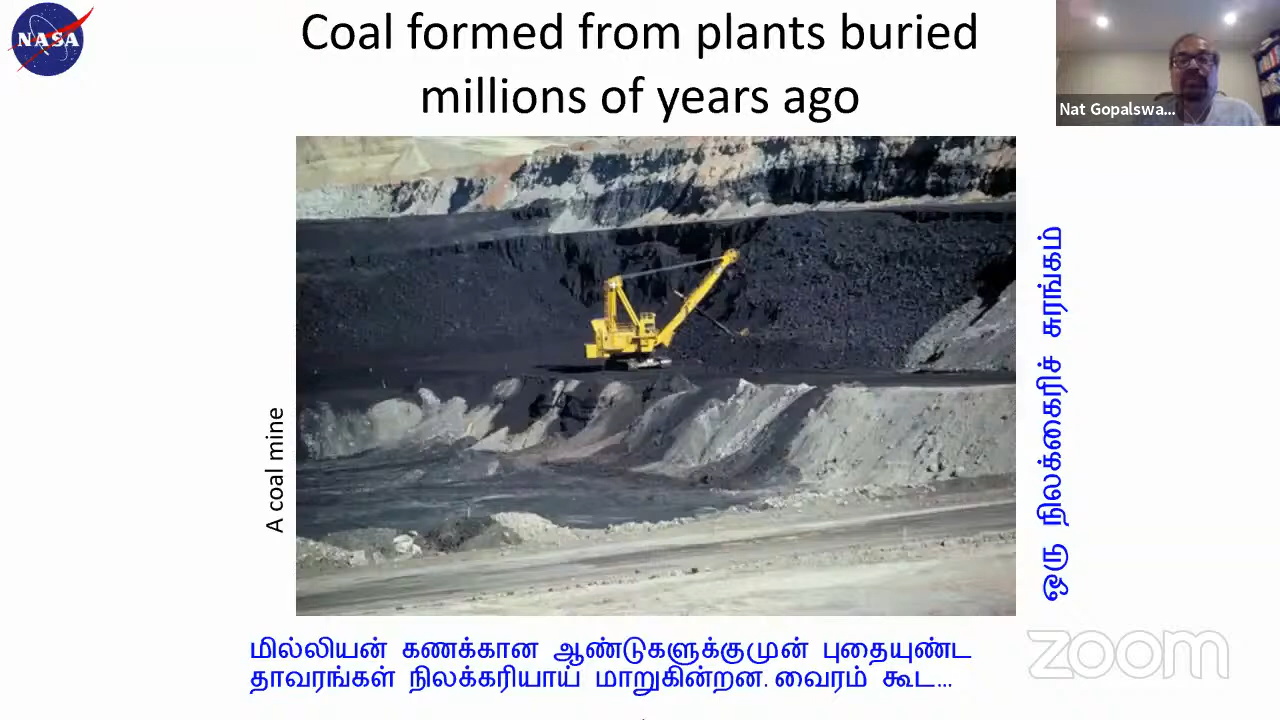 NASA
Coal formed from plants buried
millions of years ago
Nat Gopalswa...
A coal mine
ஒரு நிலக்கைரிச் சுரங்கம்
மில்லியன் கணக்கான ஆண்டுகளுக்குமுன் புதையுண்ட
தாவரங்கள் நிலக்கரியாய் மாறுகின்றன. வைரம் கூட...
zoom